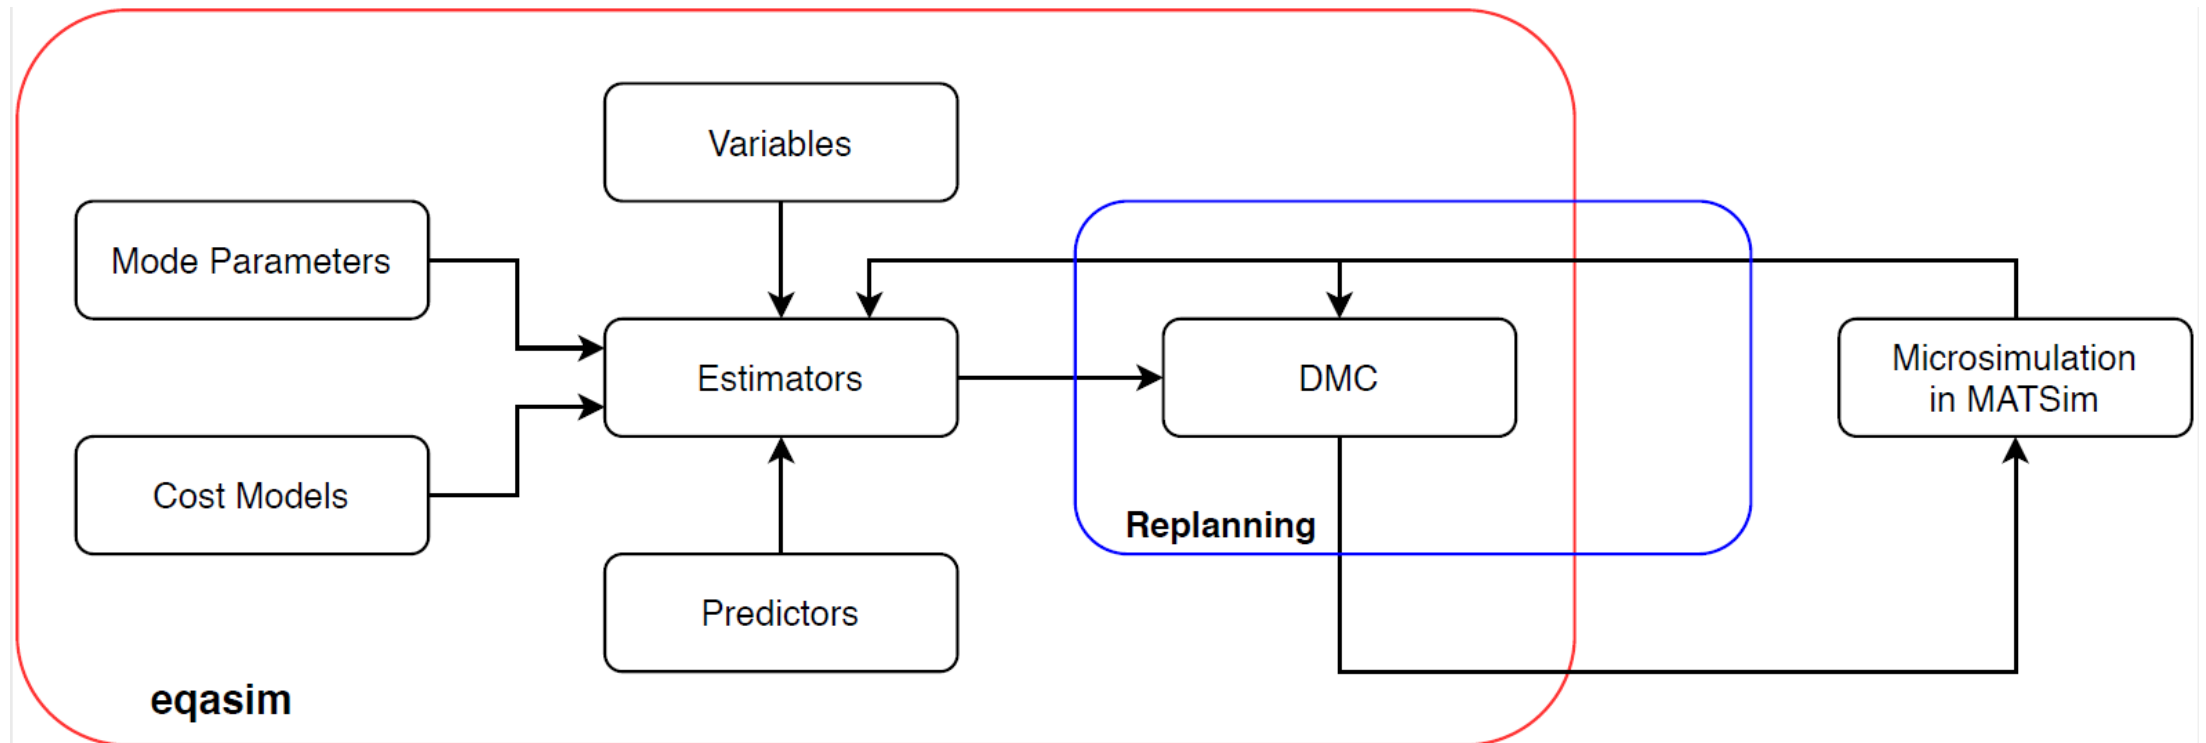 Variables
Mode Parameters
Estimators
DMC
Microsimulation
in MATSim
Cost Models
Replanning
Predictors
eqasim